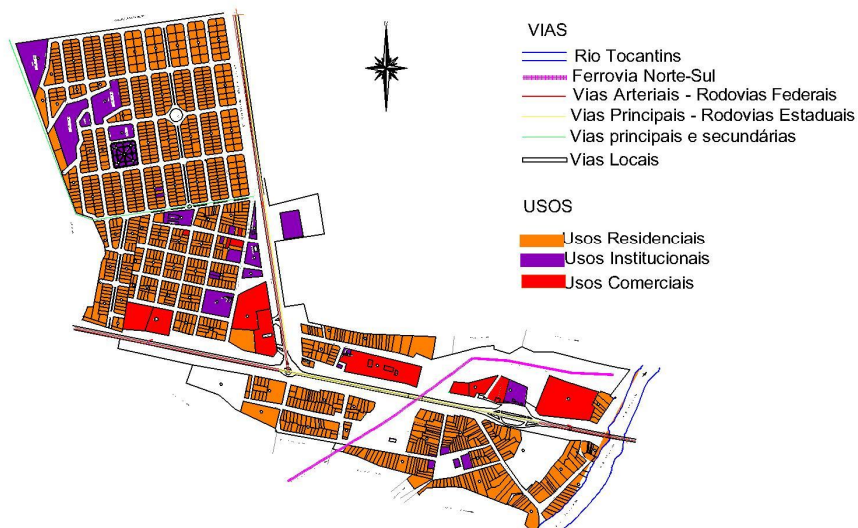 VIAS
Rio Tocantins
Ferrovia Norte-Sul
Vias Arteriais - Rodovias Federais
Vias Principais - Rodovias Estaduais
Vias principais e secundárias
Vias Locais
USOS
Usos Residenciais
Usos Institucionais
Usos Comerciais